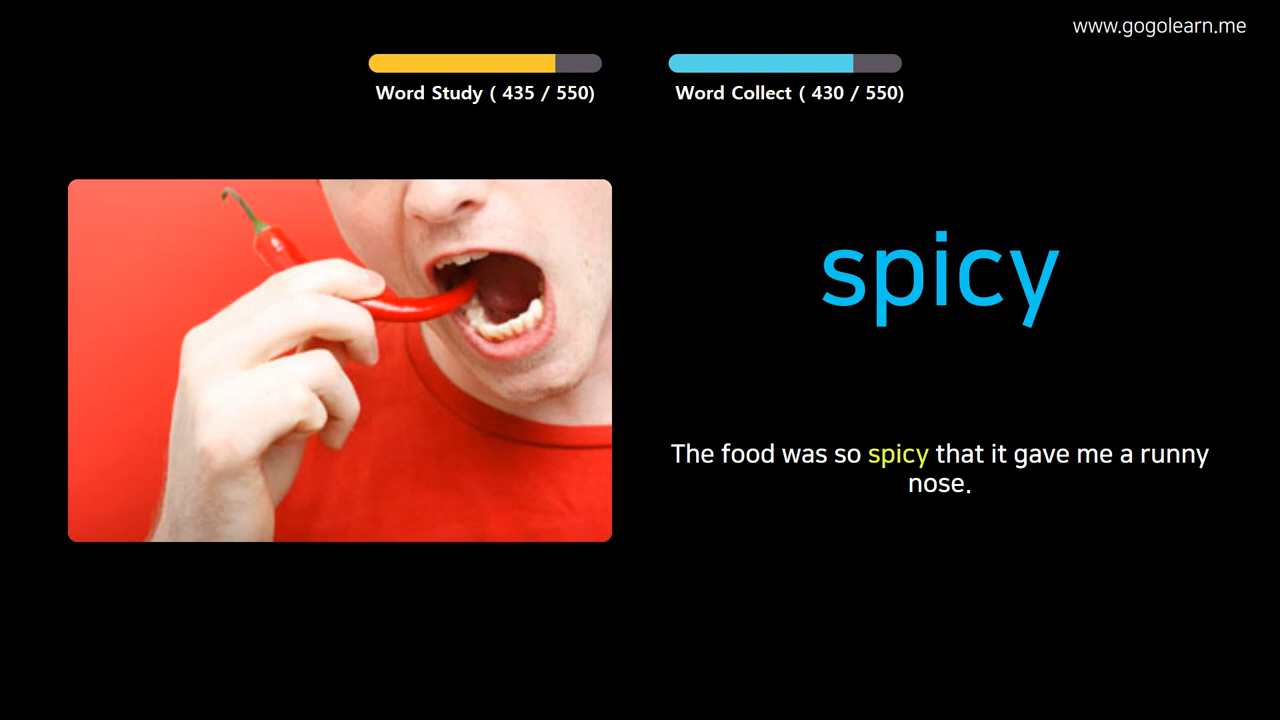 www.gogolearn.me
Word Study ( 435 / 550)
Word Collect ( 430 / 550)
spicy
The food was so spicy that it gave me a runny
nose.